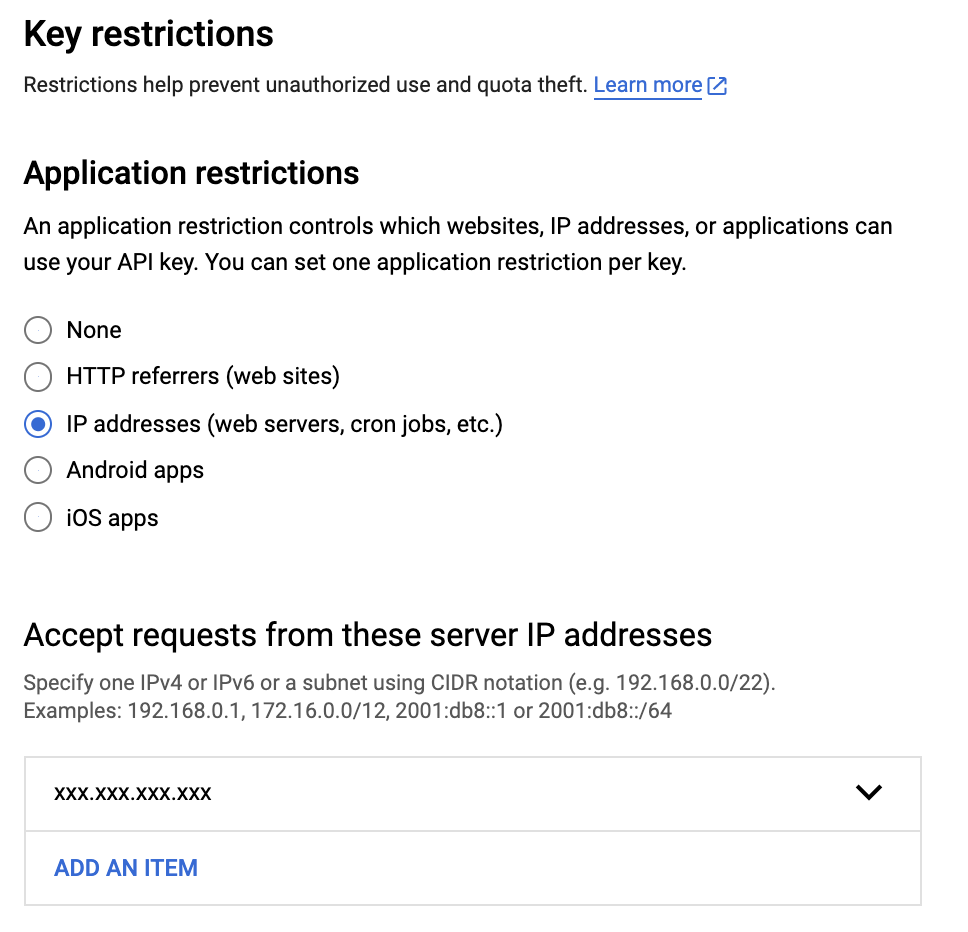 Key restrictions
Restrictions help prevent unauthorized use and quota theft. Learn more
Application restrictions
An application restriction controls which websites, IP addresses, or applications can
use your API key. You can set one application restriction per key.
None
HTTP referrers (web sites)
IP addresses (web servers, cron jobs, etc.)
Android apps
iOS apps
Accept requests from these server IP addresses
Specify one IPv4 or IPv6 or a subnet using CIDR notation (e.g. 192.168.0.0/22).
Examples: 192.168.0.1, 172.16.0.0/12, 2001:db8::1 or 2001:db8::/64
xxx.xxx.xxx.xxx
ADD AN ITEM